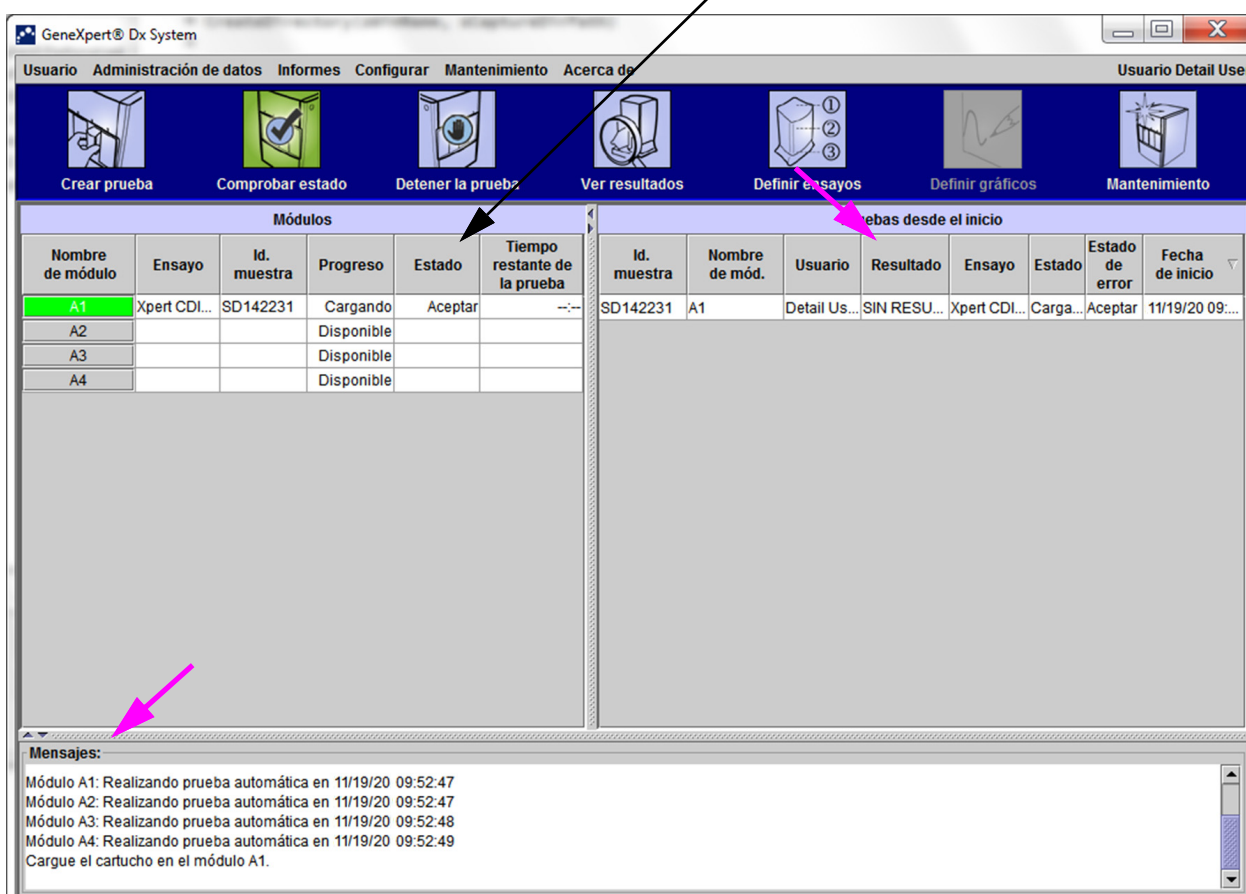 GeneXpert® Dx System
Usuario Administración de datos Informes Configurar Mantenimiento Acerca de Usuario Detail Use
Crear prueba Comprobar estado Detener la prueba Ver resultados Definir ensayos Definir gráficos Mantenimiento
Módulos
Nombre de módulo Ensayo Id. muestra Progreso Estado Tiempo restante de la prueba
A1 Xpert CDI... SD142231 Cargando Aceptar --:--
A2 Disponible
A3 Disponible
A4 Disponible
desde el inicio
Id. muestra Nombre de mód. Usuario Resultado Ensayo Estado Estado de error Fecha de inicio
SD142231 A1 Detail Us... SIN RESU... Xpert CDI... Carga... Aceptar 11/19/20 09:...
Mensajes:
Módulo A1: Realizando prueba automática en 11/19/20 09:52:47
Módulo A2: Realizando prueba automática en 11/19/20 09:52:47
Módulo A3: Realizando prueba automática en 11/19/20 09:52:48
Módulo A4: Realizando prueba automática en 11/19/20 09:52:49
Cargue el cartucho en el módulo A1.